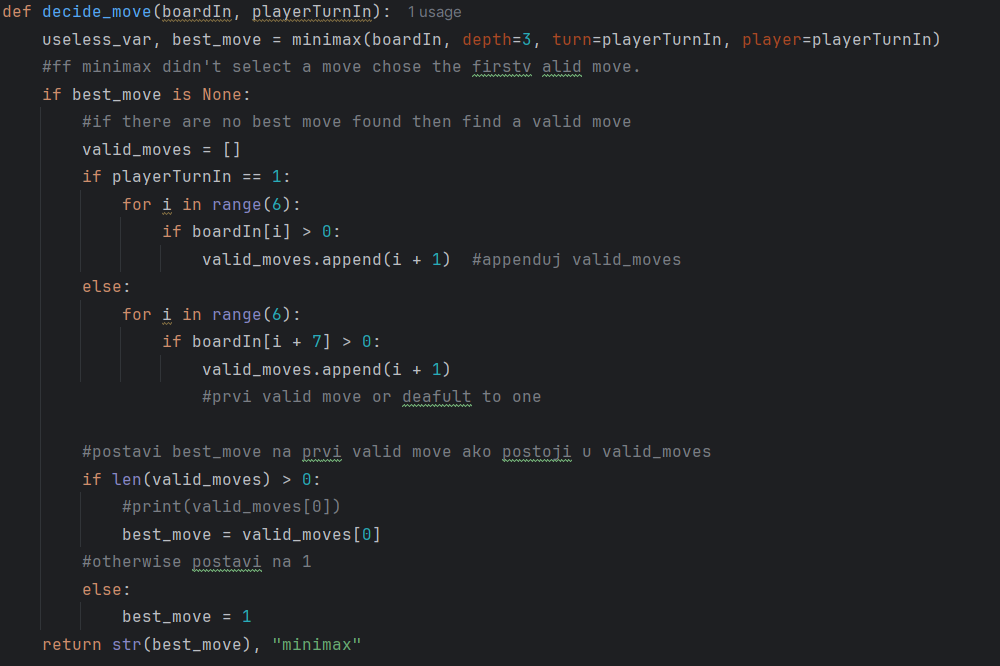 def decide_move(boardIn, playerTurnIn): 1 usage
    useless_var, best_move = minimax(boardIn, depth=3, turn=playerTurnIn, player=playerTurnIn)
    #ff minimax didn't select a move chose the firstv alid move.
    if best_move is None:
        #if there are no best move found then find a valid move
        valid_moves = []
        if playerTurnIn == 1:
            for i in range(6):
                if boardIn[i] > 0:
                    valid_moves.append(i + 1)  #appenduj valid_moves
        else:
            for i in range(6):
                if boardIn[i + 7] > 0:
                    valid_moves.append(i + 1)
                    #prvi valid move or deafult to one

        #postavi best_move na prvi valid move ako postoji u valid_moves
        if len(valid_moves) > 0:
            #print(valid_moves[0])
            best_move = valid_moves[0]
        #otherwise postavi na 1
        else:
            best_move = 1
    return str(best_move), "minimax"